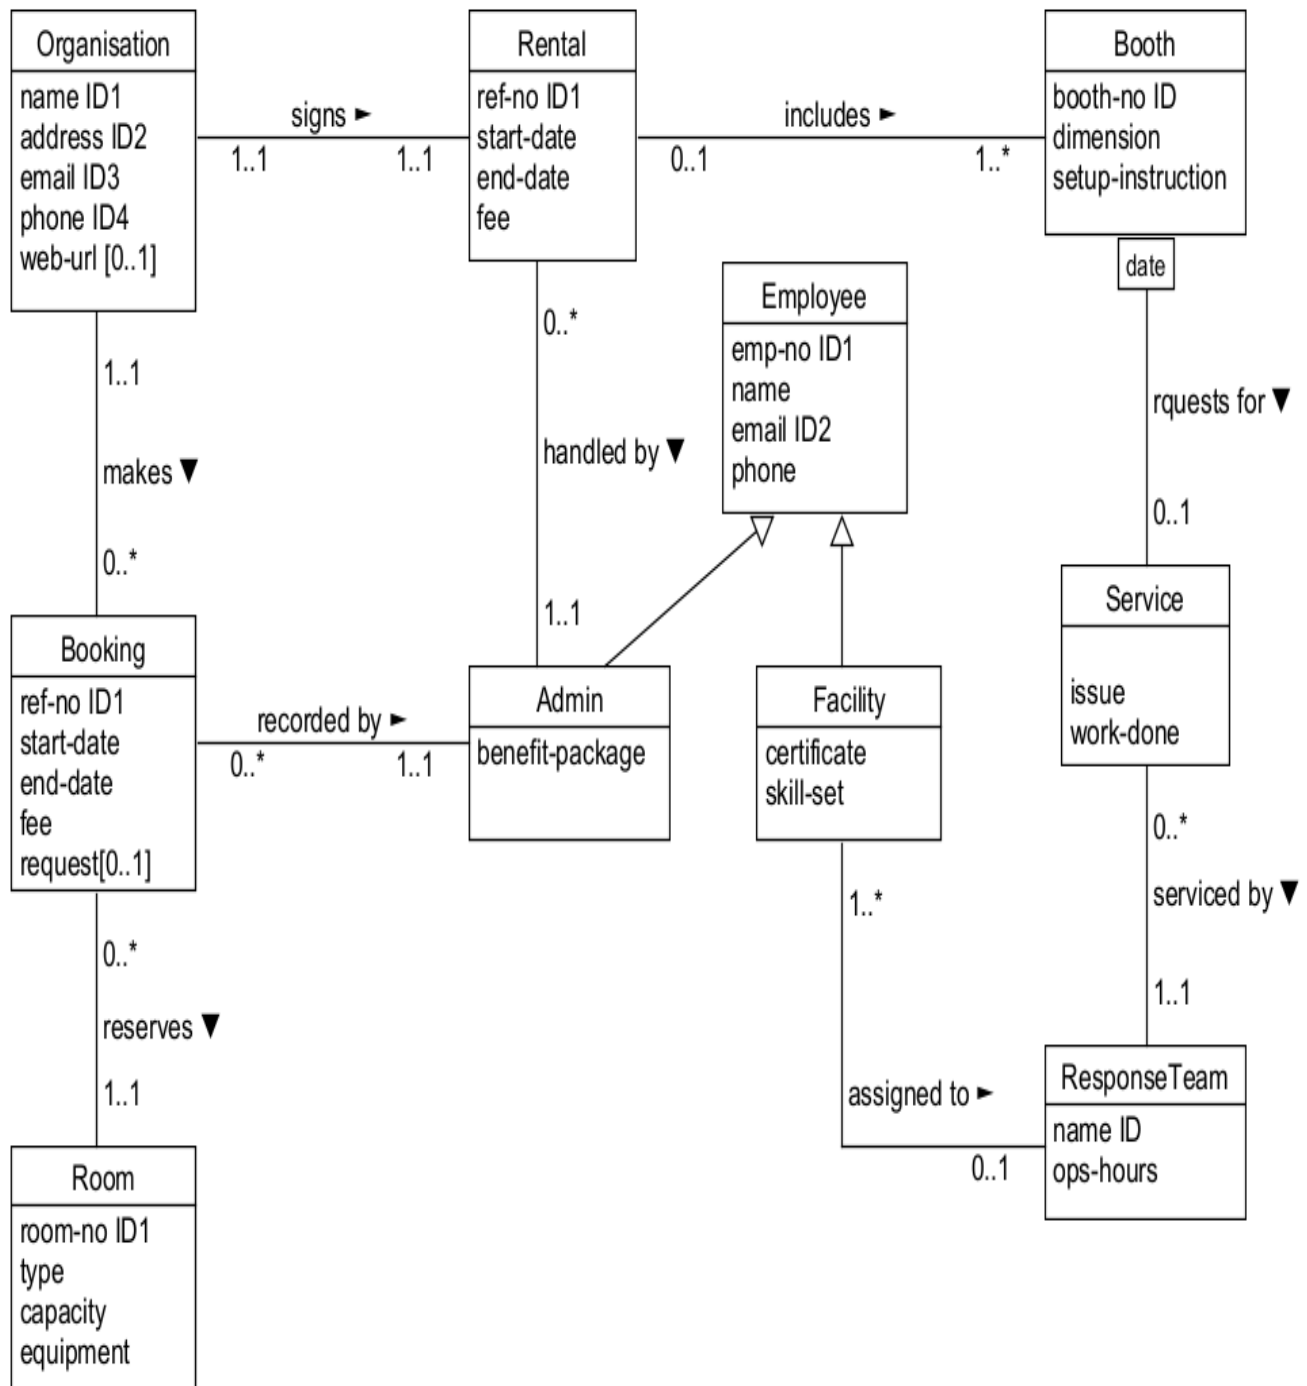 Organisation
name ID1
address ID2
email ID3
phone ID4
web-url [0..1]
signs ►
1..1
1..1
Rental
ref-no ID1
start-date
end-date
fee
includes ►
0..1
1..*
Booth
booth-no ID
dimension
setup-instruction
date
1..1
makes ▼
0..*
0..*
handled by ▼
1..1
Employee
emp-no ID1
name
email ID2
phone
rquests for ▼
0..1
Booking
ref-no ID1
start-date
end-date
fee
request[0..1]
recorded by ►
0..*
1..1
Admin
benefit-package
Facility
certificate
skill-set
Service
issue
work-done
0..*
reserves ▼
1..1
1..*
assigned to ►
0..1
0..*
serviced by ▼
1..1
Room
room-no ID1
type
capacity
equipment
ResponseTeam
name ID
ops-hours